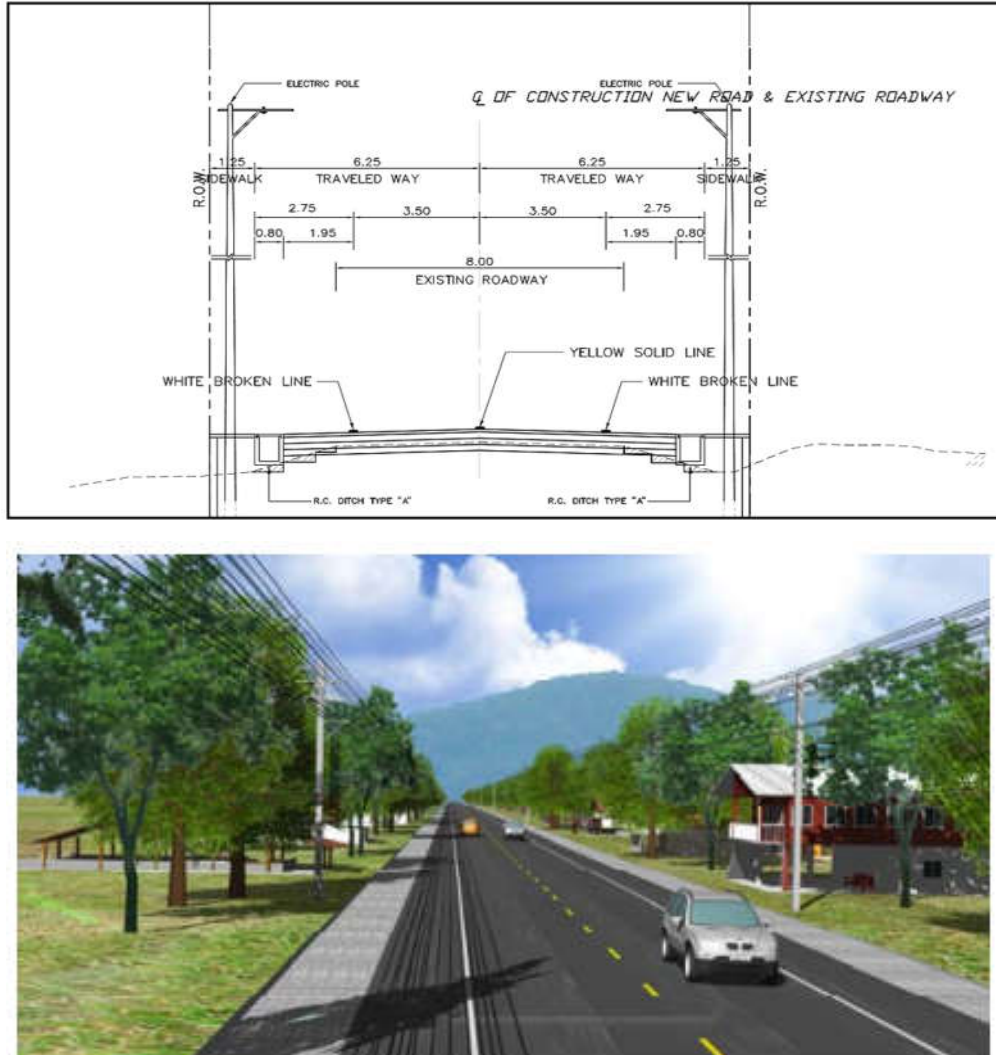 ELECTRIC POLE ELECTRIC POLE
℄ OF CONSTRUCTION NEW ROAD & EXISTING ROADWAY
1.25 6.25 6.25 1.25
SIDEWALK TRAVELED WAY TRAVELED WAY SIDEWALK
R.O.W. R.O.W.
2.75 3.50 3.50 2.75
0.80 1.95 1.95 0.80
8.00
EXISTING ROADWAY
YELLOW SOLID LINE
WHITE BROKEN LINE WHITE BROKEN LINE
R.C. DITCH TYPE "A" R.C. DITCH TYPE "A"